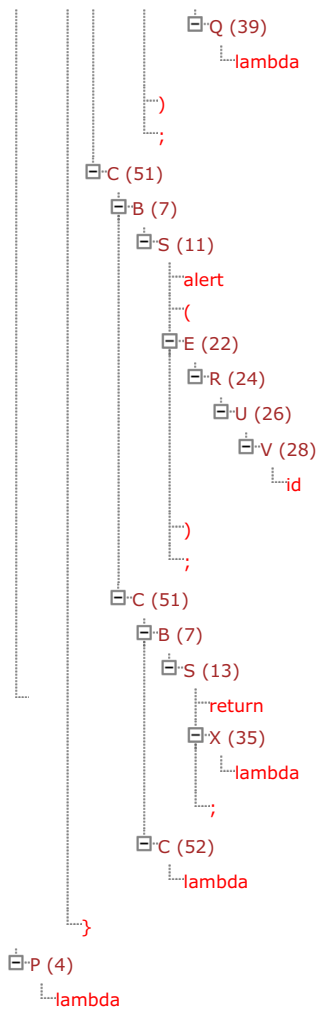 Q (39)
lambda
)
;
C (51)
B (7)
S (11)
alert
(
E (22)
R (24)
U (26)
V (28)
id
)
;
C (51)
B (7)
S (13)
return
X (35)
lambda
;
C (52)
lambda
}
P (4)
lambda